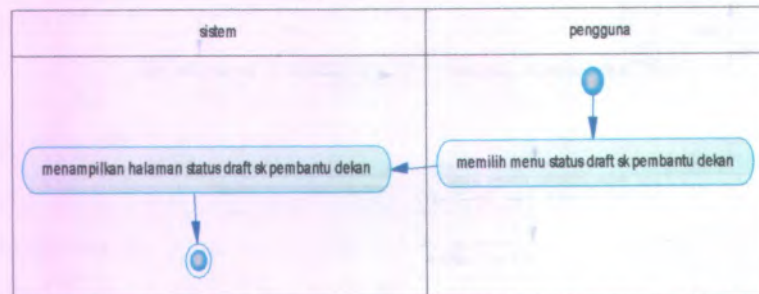 sistem
pengguna
menampilkan halaman status draft sk pembantu dekan
memilih menu status draft sk pembantu dekan